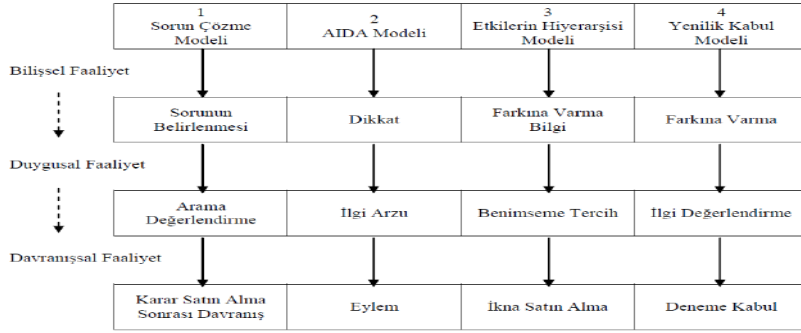 1
Sorun Çözme
Modeli
2
AIDA Modeli
3
Etkilerin Hiyerarşisi
Modeli
4
Yenilik Kabul
Modeli
Bilişsel Faaliyet
Sorunun
Belirlenmesi
Dikkat
Farkına Varma
Bilgi
Farkına Varma
Duygusal Faaliyet
Arama
Değerlendirme
İlgi Arzu
Benimseme Tercih
İlgi Değerlendirme
Davranışsal Faaliyet
Karar Satın Alma
Sonrası Davranış
Eylem
İkna Satın Alma
Deneme Kabul